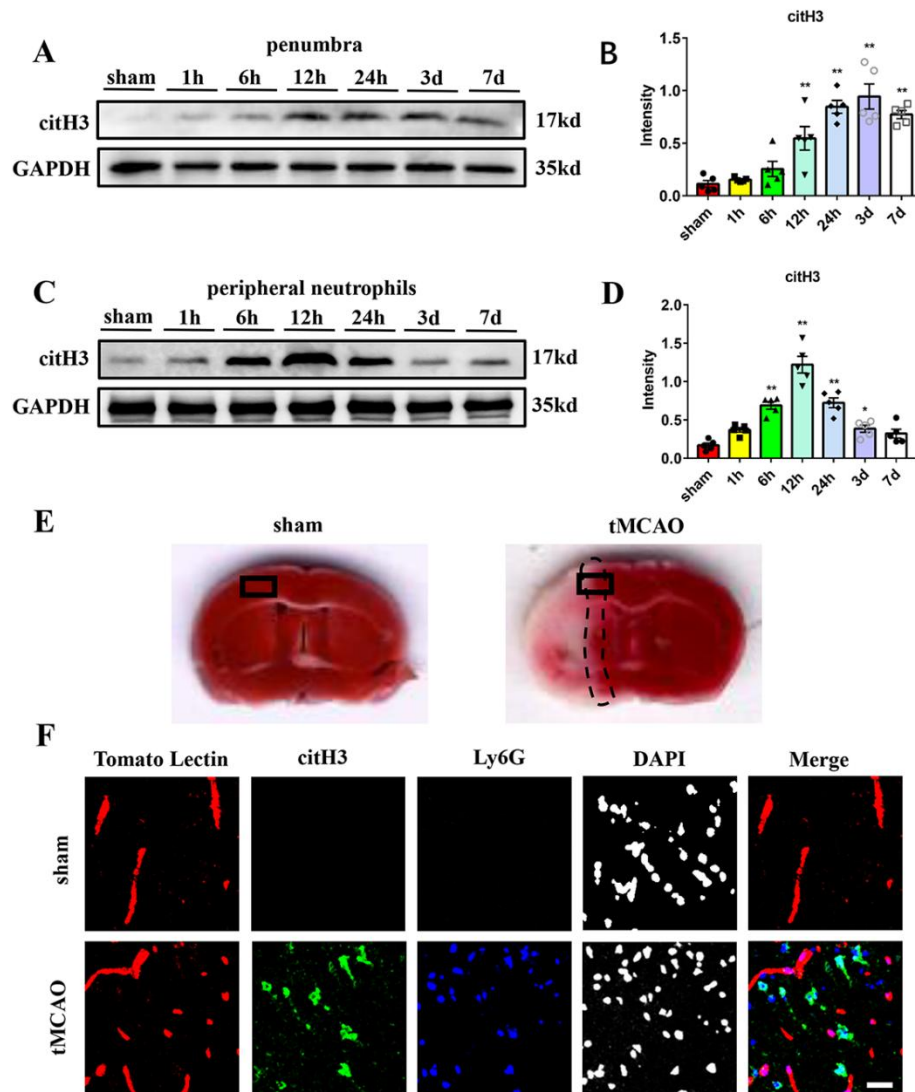 A
penumbra
sham 1h 6h 12h 24h 3d 7d
citH3 17kd
GAPDH 35kd
B
citH3
Intensity
1.5
1.0
0.5
0.0
** ** ** **
sham 1h 6h 12h 24h 3d 7d
C
peripheral neutrophils
sham 1h 6h 12h 24h 3d 7d
citH3 17kd
GAPDH 35kd
D
citH3
Intensity
2.0
1.5
1.0
0.5
0.0
** ** ** *
sham 1h 6h 12h 24h 3d 7d
E
sham tMCAO
F
Tomato Lectin citH3 Ly6G DAPI Merge
sham
tMCAO